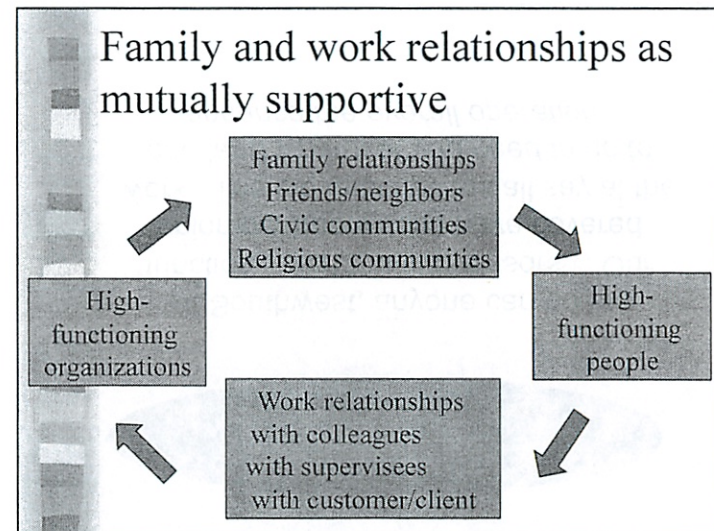 Family and work relationships as
mutually supportive
Family relationships
Friends/neighbors
Civic communities
Religious communities
High-
functioning
organizations
High-
functioning
people
Work relationships
with colleagues
with supervisees
with customer/client